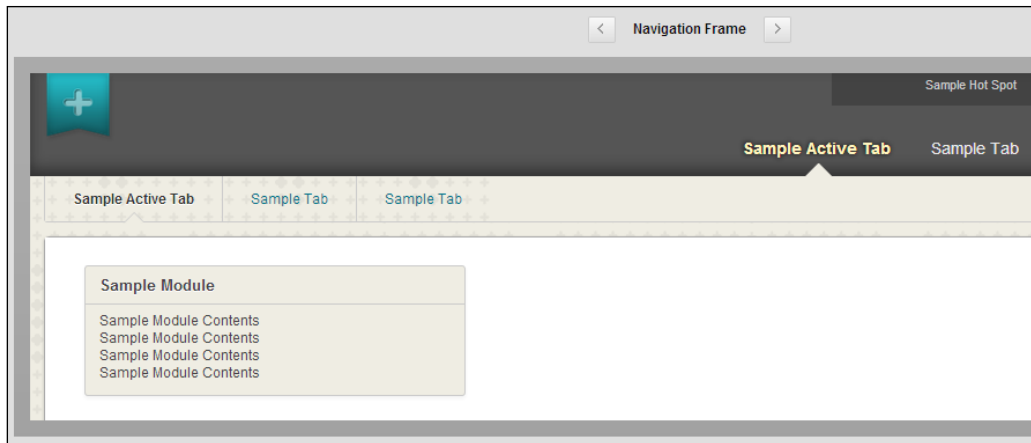 Navigation Frame
Sample Hot Spot
Sample Active Tab Sample Tab
Sample Active Tab Sample Tab Sample Tab
Sample Module
Sample Module Contents
Sample Module Contents
Sample Module Contents
Sample Module Contents